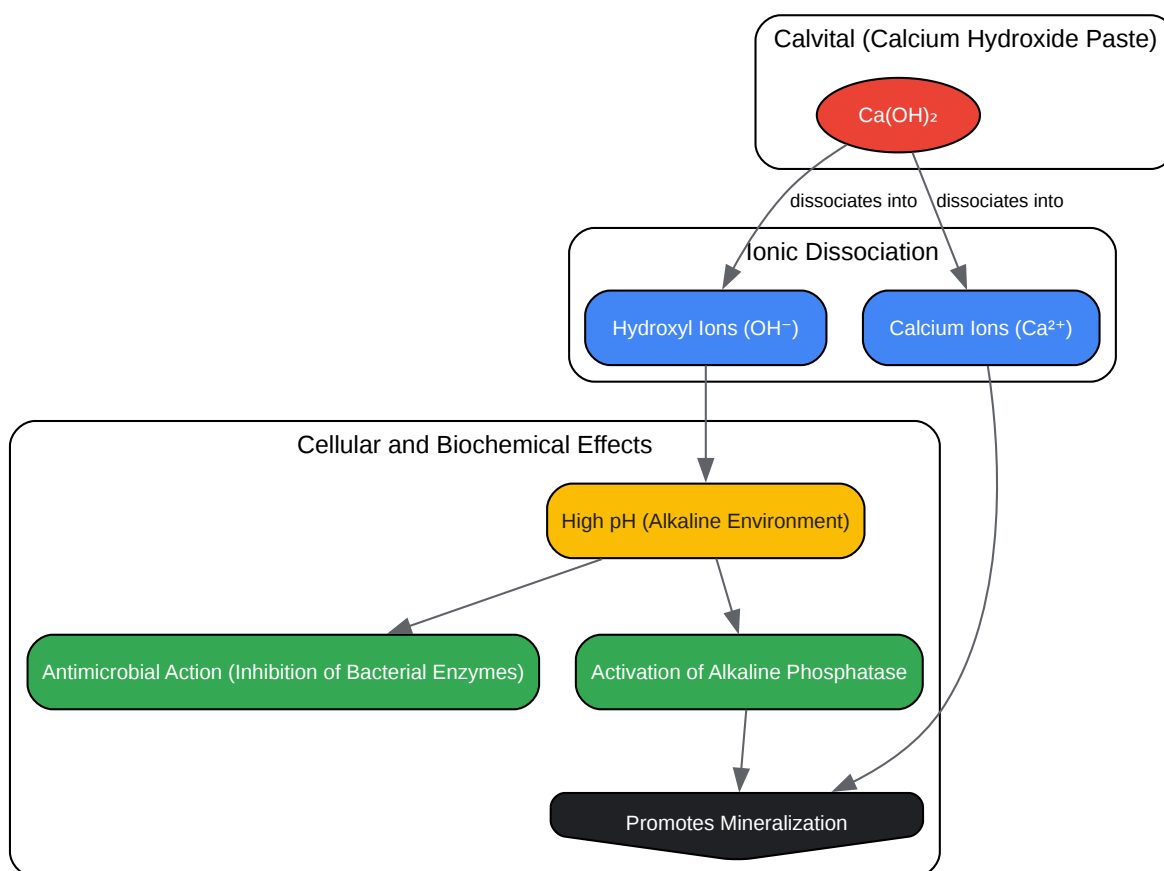 Calvital (Calcium Hydroxide Paste)
Ca(OH)₂
dissociates into
dissociates into
Ionic Dissociation
Hydroxyl Ions (OH⁻)
Calcium Ions (Ca²⁺)
Cellular and Biochemical Effects
High pH (Alkaline Environment)
Antimicrobial Action (Inhibition of Bacterial Enzymes)
Activation of Alkaline Phosphatase
Promotes Mineralization